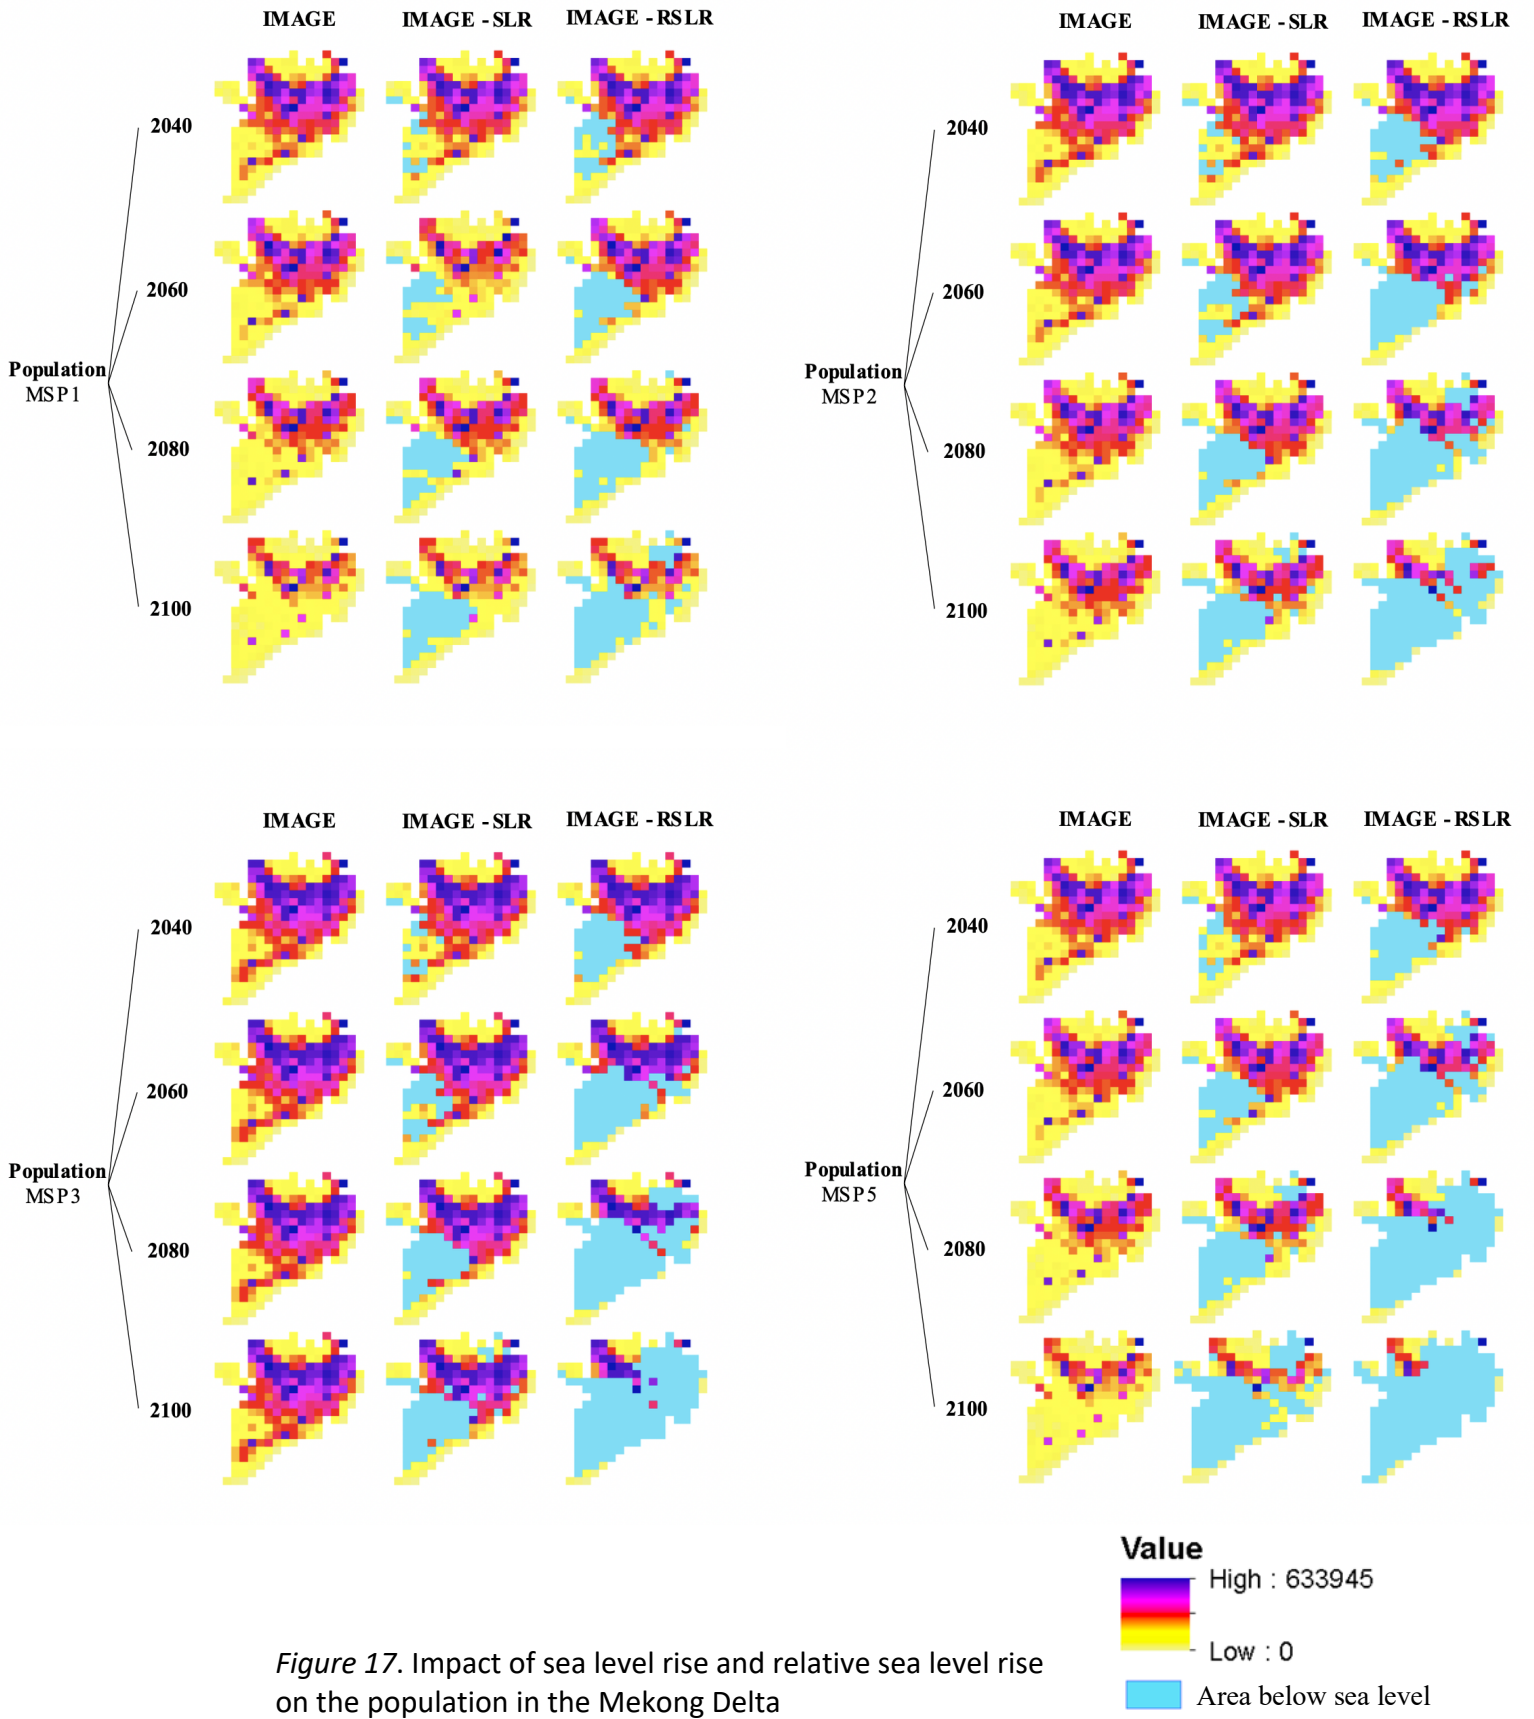 IMAGE IMAGE - SLR IMAGE - RSLR
2040
2060
Population
MSP1
2080
2100
IMAGE IMAGE - SLR IMAGE - RSLR
2040
2060
Population
MSP2
2080
2100
IMAGE IMAGE - SLR IMAGE - RSLR
2040
2060
Population
MSP3
2080
2100
IMAGE IMAGE - SLR IMAGE - RSLR
2040
2060
Population
MSP5
2080
2100
Value
High : 633945
Low : 0
Area below sea level
Figure 17. Impact of sea level rise and relative sea level rise
on the population in the Mekong Delta